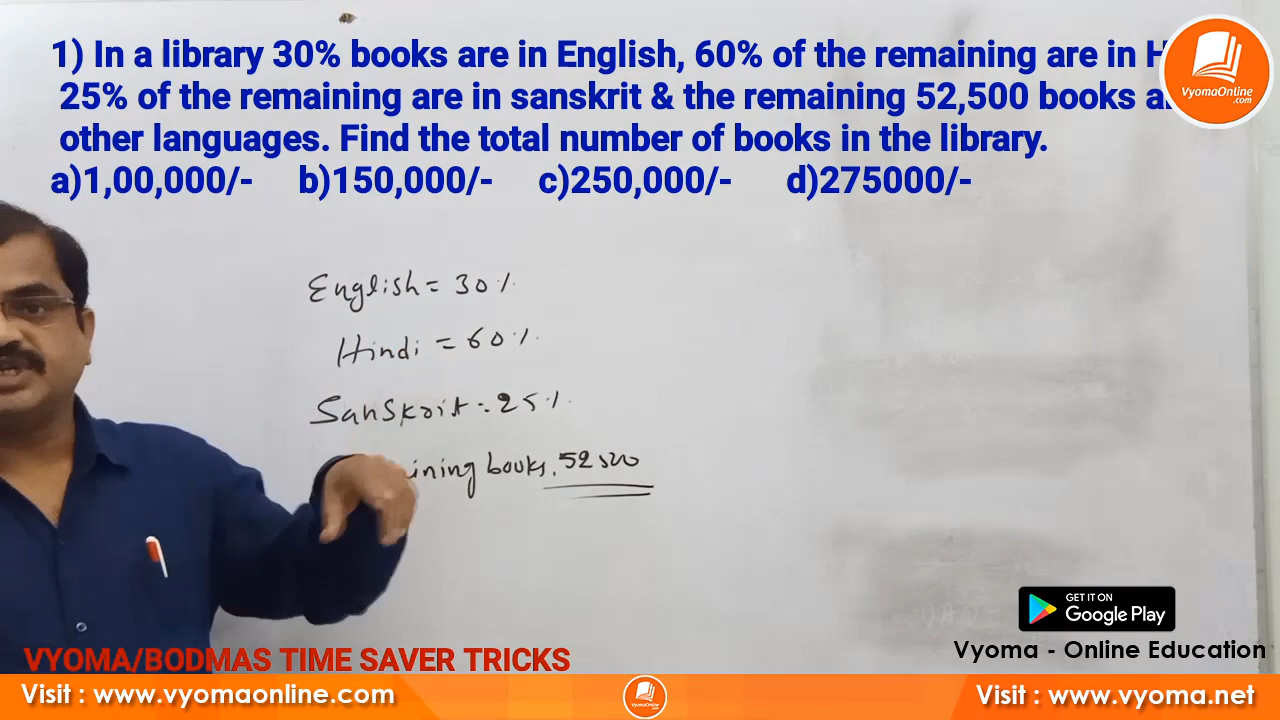 1) In a library 30% books are in English, 60% of the remaining are in H
25% of the remaining are in sanskrit & the remaining 52,500 books a
other languages. Find the total number of books in the library.
a)1,00,000/- b)150,000/- c)250,000/- d)275000/-
VyomaOnline
.com
English = 30%
Hindi = 60%
Sanskrit = 25%
ining books. 52500
GET IT ON
Google Play
Vyoma - Online Education
VYOMA/BODMAS TIME SAVER TRICKS
Visit : www.vyomaonline.com
VyomaOnline
Visit : www.vyoma.net